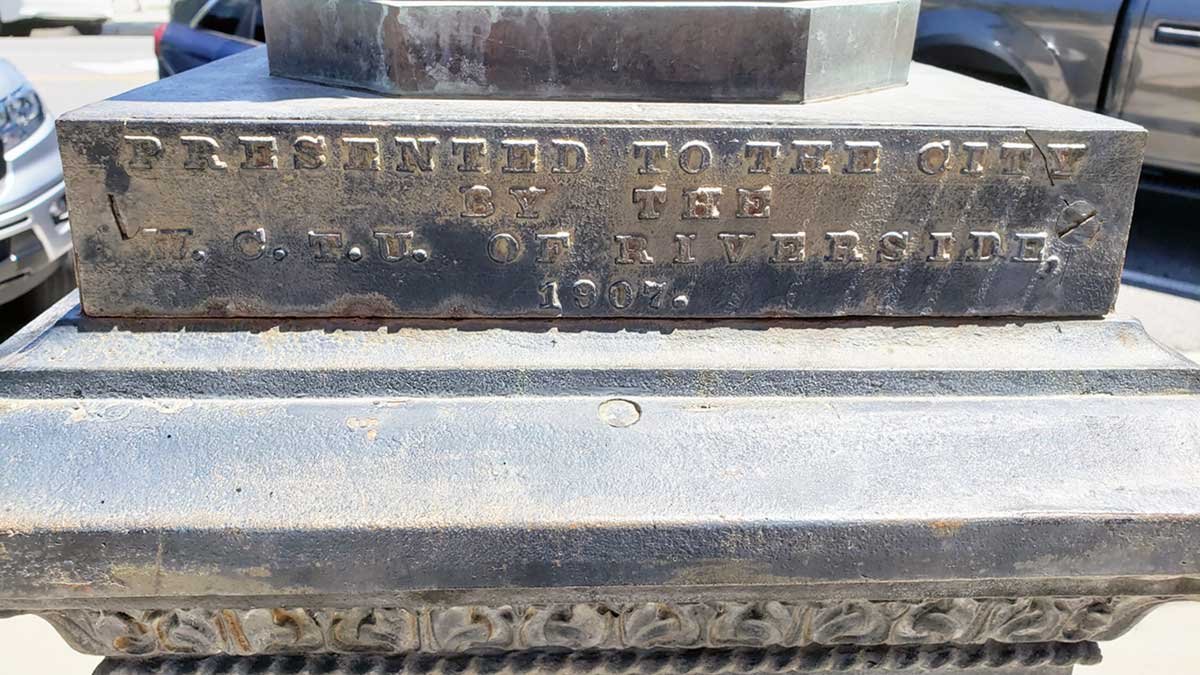 PRESENTED TO THE CITY
BY THE
W. C. T. U. OF RIVERSIDE,
1907.